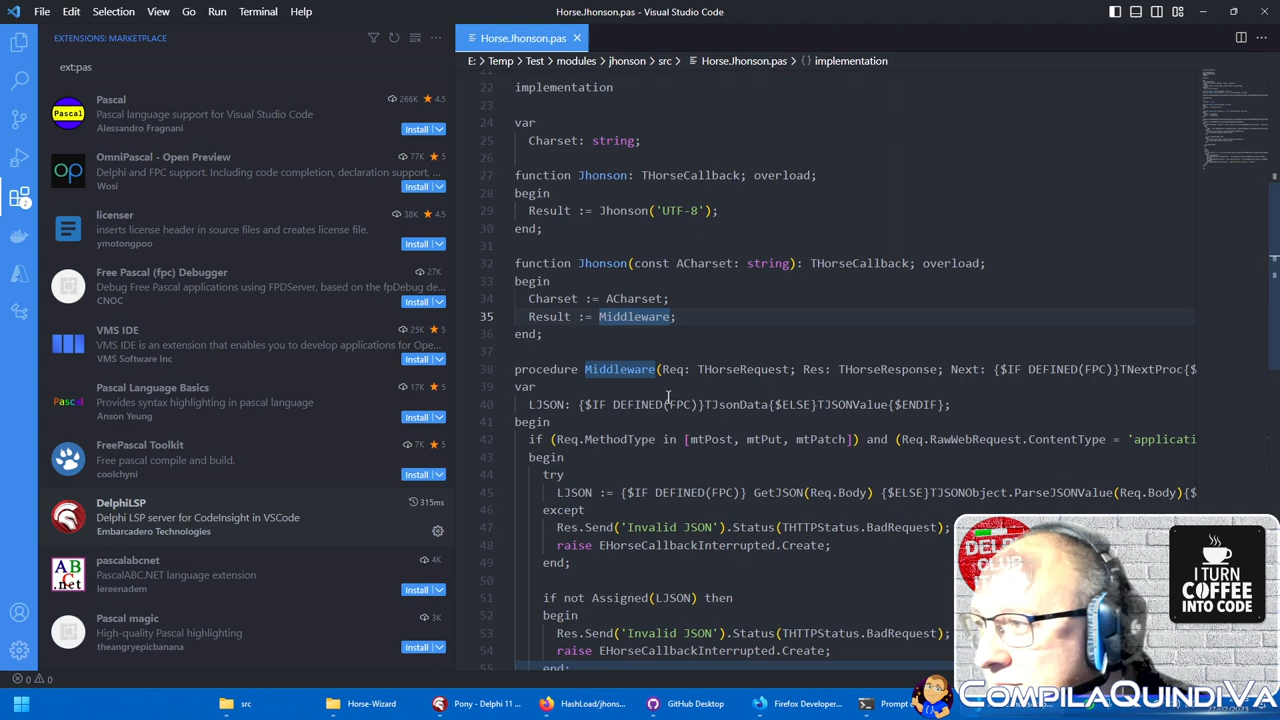 File Edit Selection View Go Run Terminal Help
Horse.Jhonson.pas - Visual Studio Code
EXTENSIONS: MARKETPLACE
ext:pas
Pascal
266K 4.5
Pascal language support for Visual Studio Code
Alessandro Fragnani
Install
OmniPascal - Open Preview
77K 5
Delphi and FPC support. Including code completion, declaration support, ...
Wosi
Install
licenser
38K 4.5
inserts license header in source files and creates license file.
ymotongpoo
Install
Free Pascal (fpc) Debugger
27K
Debug Free Pascal applications using FPDServer, based on the fpDebug de...
CNOC
Install
VMS IDE
25K 5
VMS IDE is an extension that enables you to develop applications for Ope...
VMS Software Inc
Install
Pascal Language Basics
17K 5
Provides syntax highlighting in pascal language
Anson Yeung
Install
FreePascal Toolkit
7K 5
Free pascal compile and build.
coolchyni
Install
DelphiLSP
315ms
Delphi LSP server for CodeInsight in VSCode
Embarcadero Technologies
pascalabcnet
4K
PascalABC.NET language extension
lereenadem
Install
Pascal magic
3K
High-quality Pascal highlighting
theangryepicbanana
Install
2
0 0
Horse.Jhonson.pas
E: > Temp > Test > modules > jhonson > src > Horse.Jhonson.pas > {} implementation
21
22 implementation
23
24 var
25 Charset: string;
26
27 function Jhonson: THorseCallback; overload;
28 begin
29 Result := Jhonson('UTF-8');
30 end;
31
32 function Jhonson(const ACharset: string): THorseCallback; overload;
33 begin
34 Charset := ACharset;
35 Result := Middleware;
36 end;
37
38 procedure Middleware(Req: THorseRequest; Res: THorseResponse; Next: {$IF DEFINED(FPC)}TNextProc{$
39 var
40 LJSON: {$IF DEFINED(FPC)}TJsonData{$ELSE}TJSONValue{$ENDIF};
41 begin
42 if (Req.MethodType in [mtPost, mtPut, mtPatch]) and (Req.RawWebRequest.ContentType = 'applicati
43 begin
44 try
45 LJSON := {$IF DEFINED(FPC)} GetJSON(Req.Body) {$ELSE}TJSONObject.ParseJSONValue(Req.Body){$
46 except
47 Res.Send('Invalid JSON').Status(THTTPStatus.BadRequest);
48 raise EHorseCallbackInterrupted.Create;
49 end;
50
51 if not Assigned(LJSON) then
52 begin
53 Res.Send('Invalid JSON').Status(THTTPStatus.BadRequest);
54 raise EHorseCallbackInterrupted.Create;
55 end;
I TURN
COFFEE
INTO CODE
CompilaQuindiVa
src
Horse-Wizard
Pony - Delphi 11 ...
HashLoad/jhons...
GitHub Desktop
Firefox Developer...
Prompt